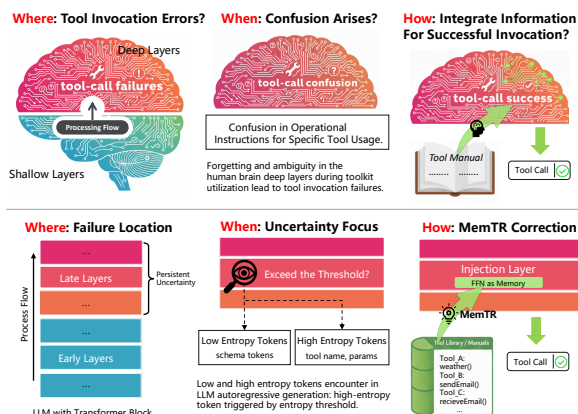 Where: Tool Invocation Errors?
Deep Layers
tool-call failures
Processing Flow
Shallow Layers
When: Confusion Arises?
tool-call confusion
Confusion in Operational
Instructions for Specific Tool Usage.
Forgetting and ambiguity in the
human brain deep layers during toolkit
utilization lead to tool invocation failures.
How: Integrate Information
For Successful Invocation?
tool-call success
Tool Manual
........ ........
Tool Call
Where: Failure Location
Process Flow
...
Late Layers
...
...
Early Layers
...
Persistent
Uncertainty
LLM with Transformer Block
When: Uncertainty Focus
Exceed the Threshold?
Low Entropy Tokens
schema tokens
High Entropy Tokens
tool name, params
Low and high entropy tokens encounter in
LLM autoregressive generation: high-entropy
token triggered by entropy threshold.
How: MemTR Correction
Injection Layer
FFN as Memory
MemTR
Tool Library / Manuals
Tool_A:
weather()
Tool_B:
sendEmail()
Tool_C:
recieveEmail()
...
Tool Call